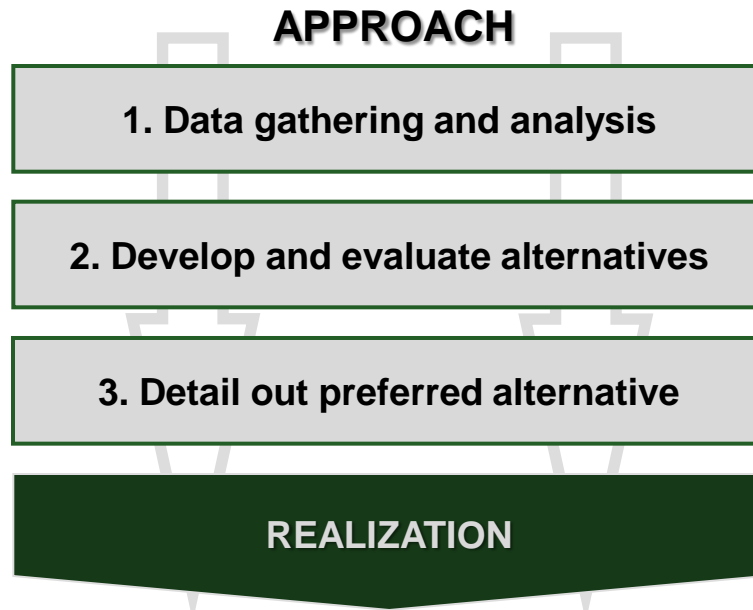 APPROACH
1. Data gathering and analysis
2. Develop and evaluate alternatives
3. Detail out preferred alternative
REALIZATION